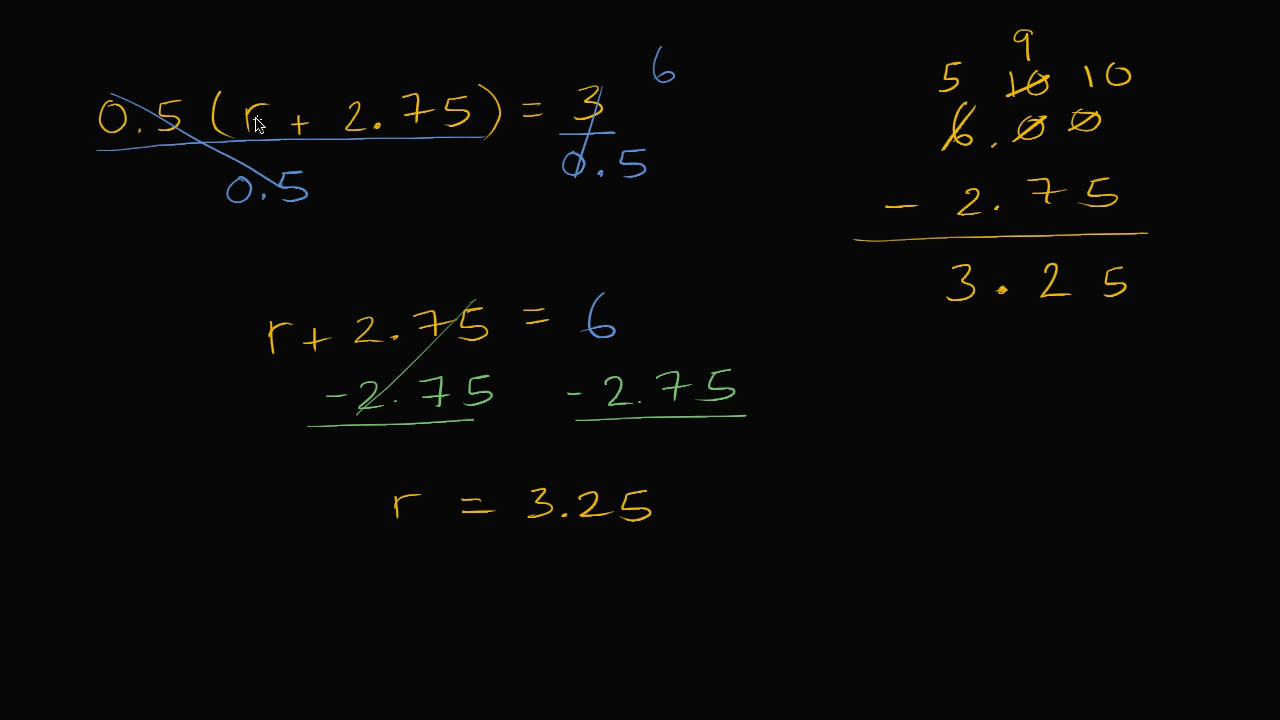 0.5 (r + 2.75) = 3 6
0.5 0.5
r + 2.75 = 6
-2.75 -2.75
r = 3.25
9
5 10 10
6.00
- 2.75
3.25